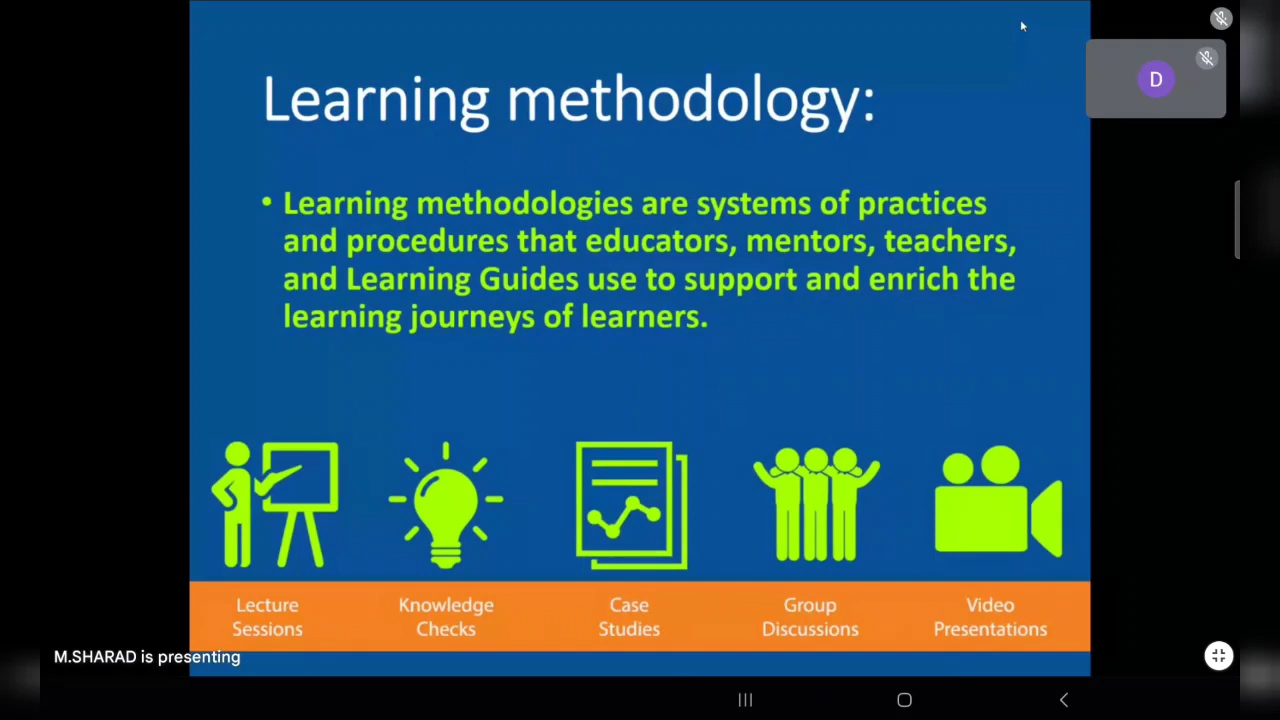 Learning methodology:
D
• Learning methodologies are systems of practices
and procedures that educators, mentors, teachers,
and Learning Guides use to support and enrich the
learning journeys of learners.
Lecture
Sessions
Knowledge
Checks
Case
Studies
Group
Discussions
Video
Presentations
M.SHARAD is presenting